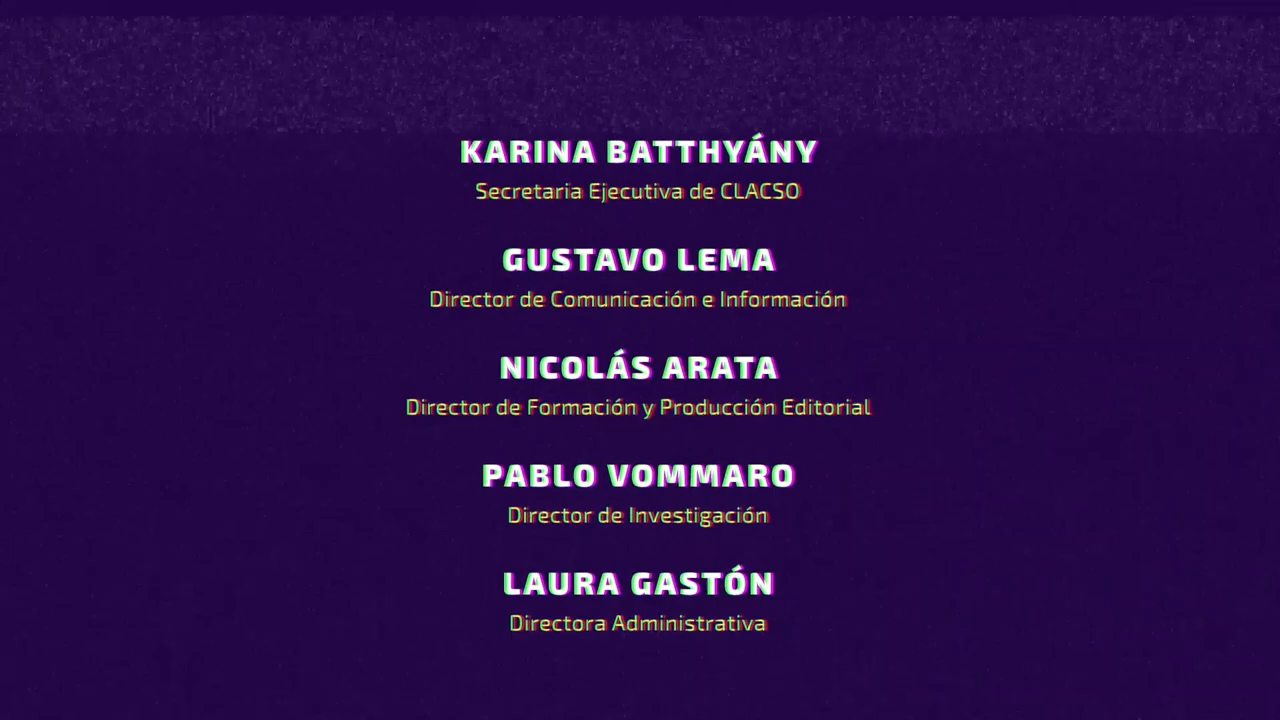 KARINA BATTHYÁNY
Secretaria Ejecutiva de CLACSO
GUSTAVO LEMA
Director de Comunicación e Información
NICOLÁS ARATA
Director de Formación y Producción Editorial
PABLO VOMMARO
Director de Investigación
LAURA GASTÓN
Directora Administrativa